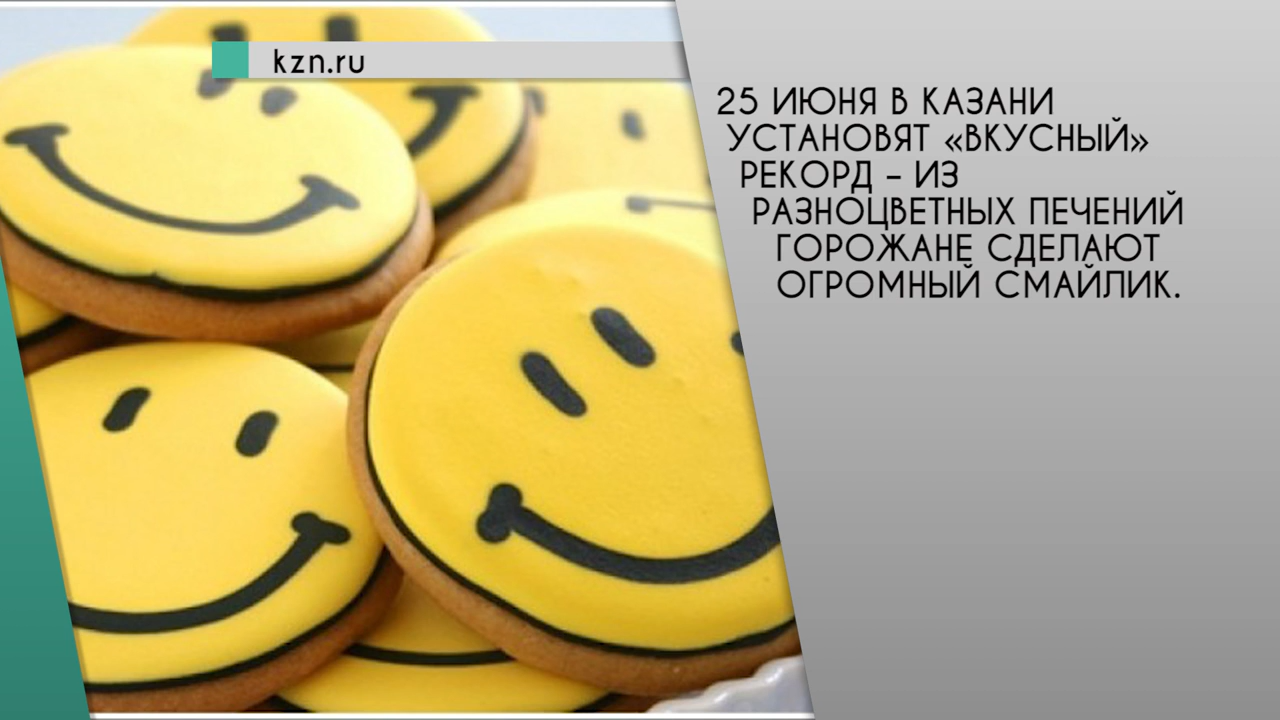 kzn.ru
25 ИЮНЯ В КАЗАНИ
УСТАНОВЯТ «ВКУСНЫЙ»
РЕКОРД – ИЗ
РАЗНОЦВЕТНЫХ ПЕЧЕНИЙ
ГОРОЖАНЕ СДЕЛАЮТ
ОГРОМНЫЙ СМАЙЛИК.